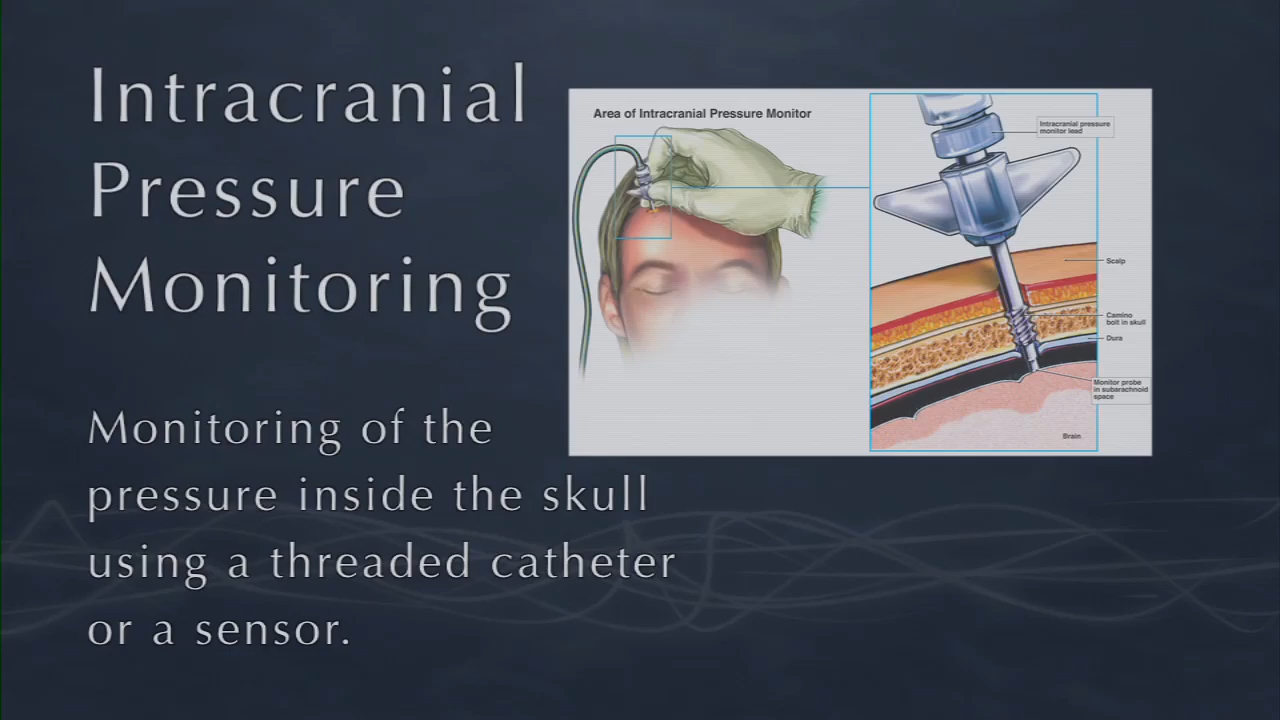 Intracranial
Pressure
Monitoring
Monitoring of the
pressure inside the skull
using a threaded catheter
or a sensor.
Area of Intracranial Pressure Monitor
Intracranial pressure
monitor lead
Scalp
Camino
bolt in skull
Dura
Monitor probe
in subarachnoid
space
Brain